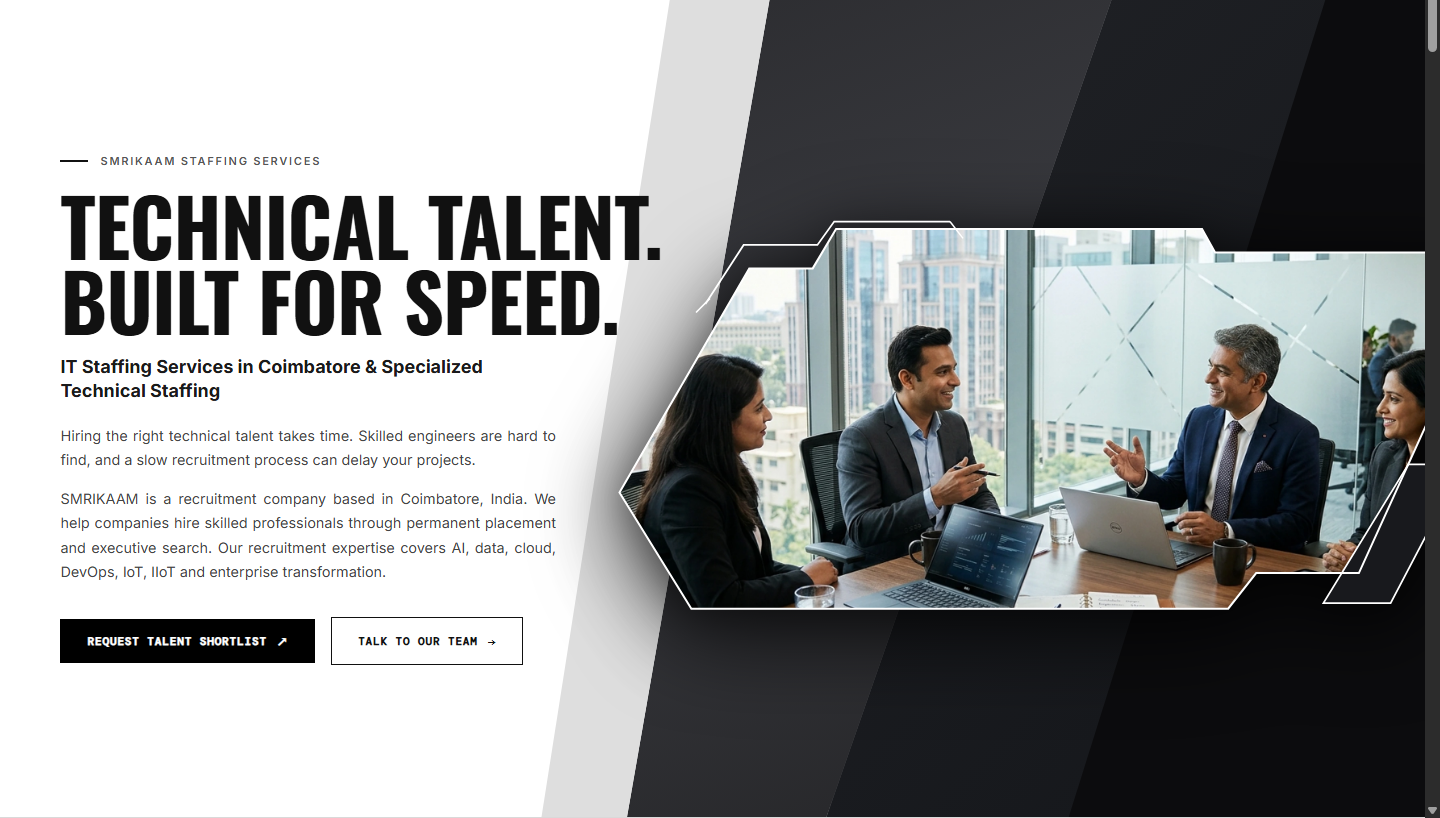 SMRIKAAM STAFFING SERVICES
TECHNICAL TALENT.
BUILT FOR SPEED.
IT Staffing Services in Coimbatore & Specialized
Technical Staffing
Hiring the right technical talent takes time. Skilled engineers are hard to
find, and a slow recruitment process can delay your projects.
SMRIKAAM is a recruitment company based in Coimbatore, India. We
help companies hire skilled professionals through permanent placement
and executive search. Our recruitment expertise covers AI, data, cloud,
DevOps, IoT, IIoT and enterprise transformation.
REQUEST TALENT SHORTLIST ↗
TALK TO OUR TEAM →
DELL